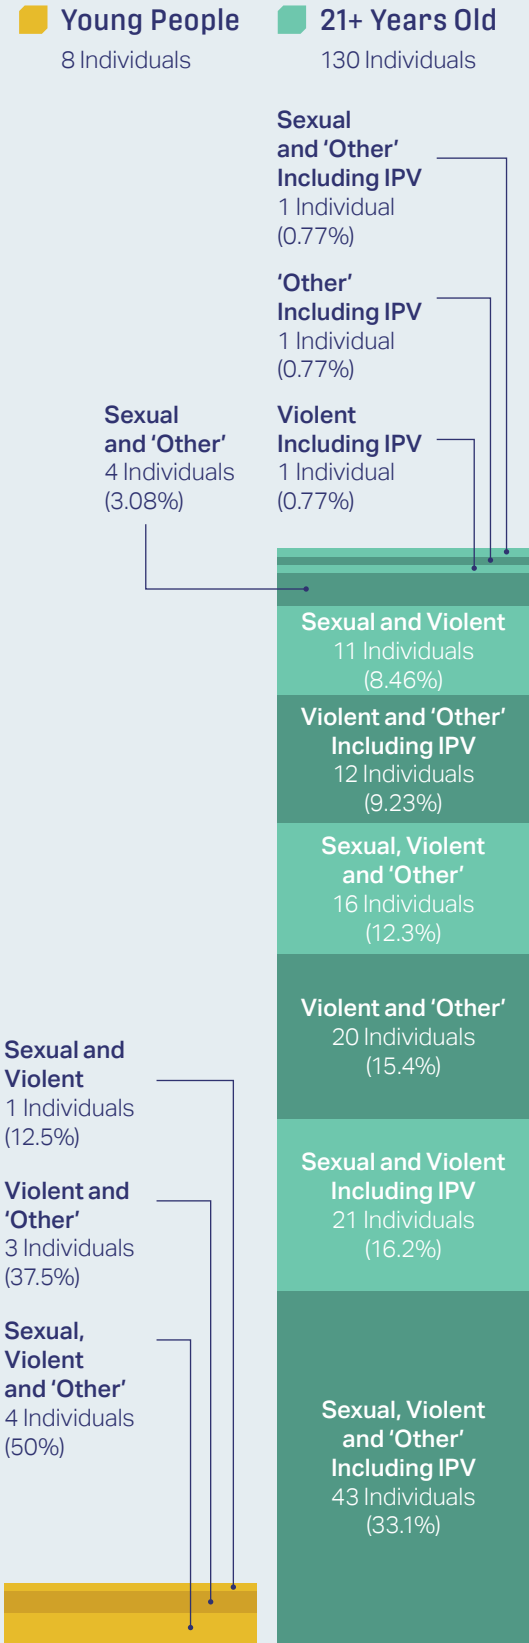 Young People
8 Individuals
21+ Years Old
130 Individuals
Sexual
and ‘Other’
Including IPV
1 Individual
(0.77%)
‘Other’
Including IPV
1 Individual
(0.77%)
Sexual
and ‘Other’
4 Individuals
(3.08%)
Violent
Including IPV
1 Individual
(0.77%)
Sexual and Violent
11 Individuals
(8.46%)
Violent and ‘Other’
Including IPV
12 Individuals
(9.23%)
Sexual, Violent
and ‘Other’
16 Individuals
(12.3%)
Violent and ‘Other’
20 Individuals
(15.4%)
Sexual and Violent
Including IPV
21 Individuals
(16.2%)
Sexual, Violent
and ‘Other’
Including IPV
43 Individuals
(33.1%)
Sexual and
Violent
1 Individuals
(12.5%)
Violent and
‘Other’
3 Individuals
(37.5%)
Sexual,
Violent
and ‘Other’
4 Individuals
(50%)